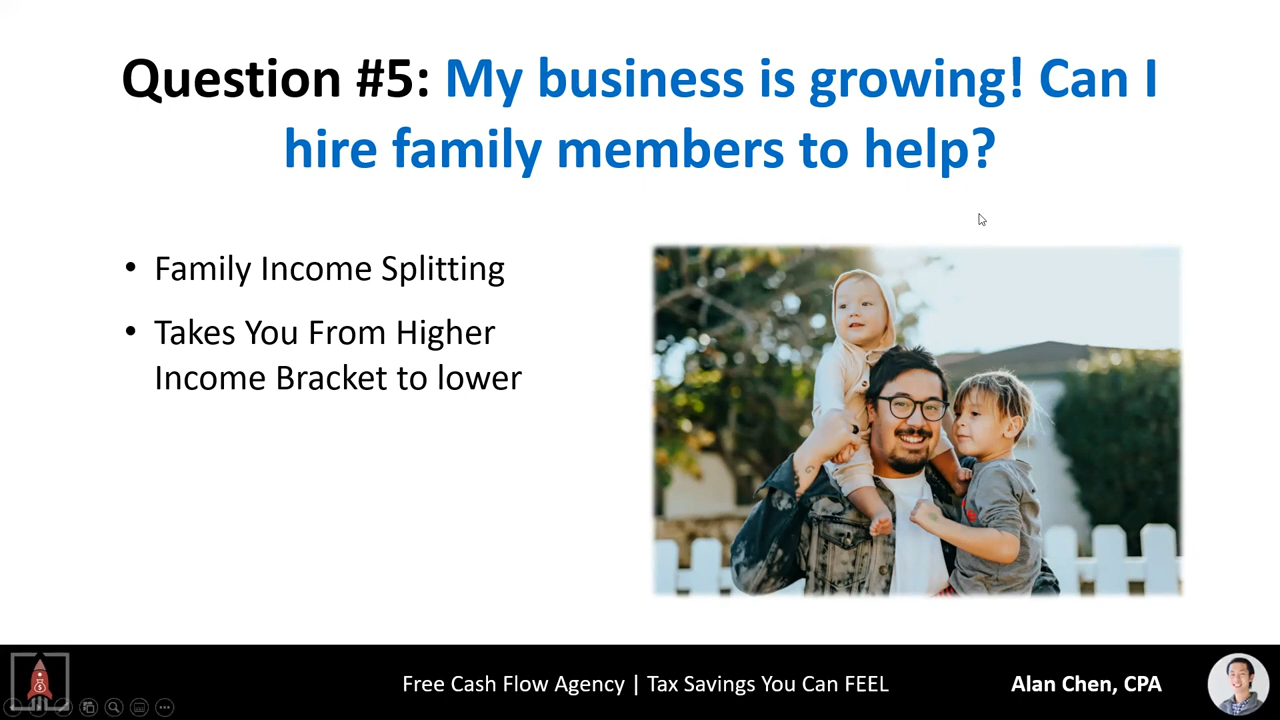 Question #5: My business is growing! Can I
hire family members to help?
• Family Income Splitting
• Takes You From Higher
Income Bracket to lower
Free Cash Flow Agency | Tax Savings You Can FEEL
Alan Chen, CPA